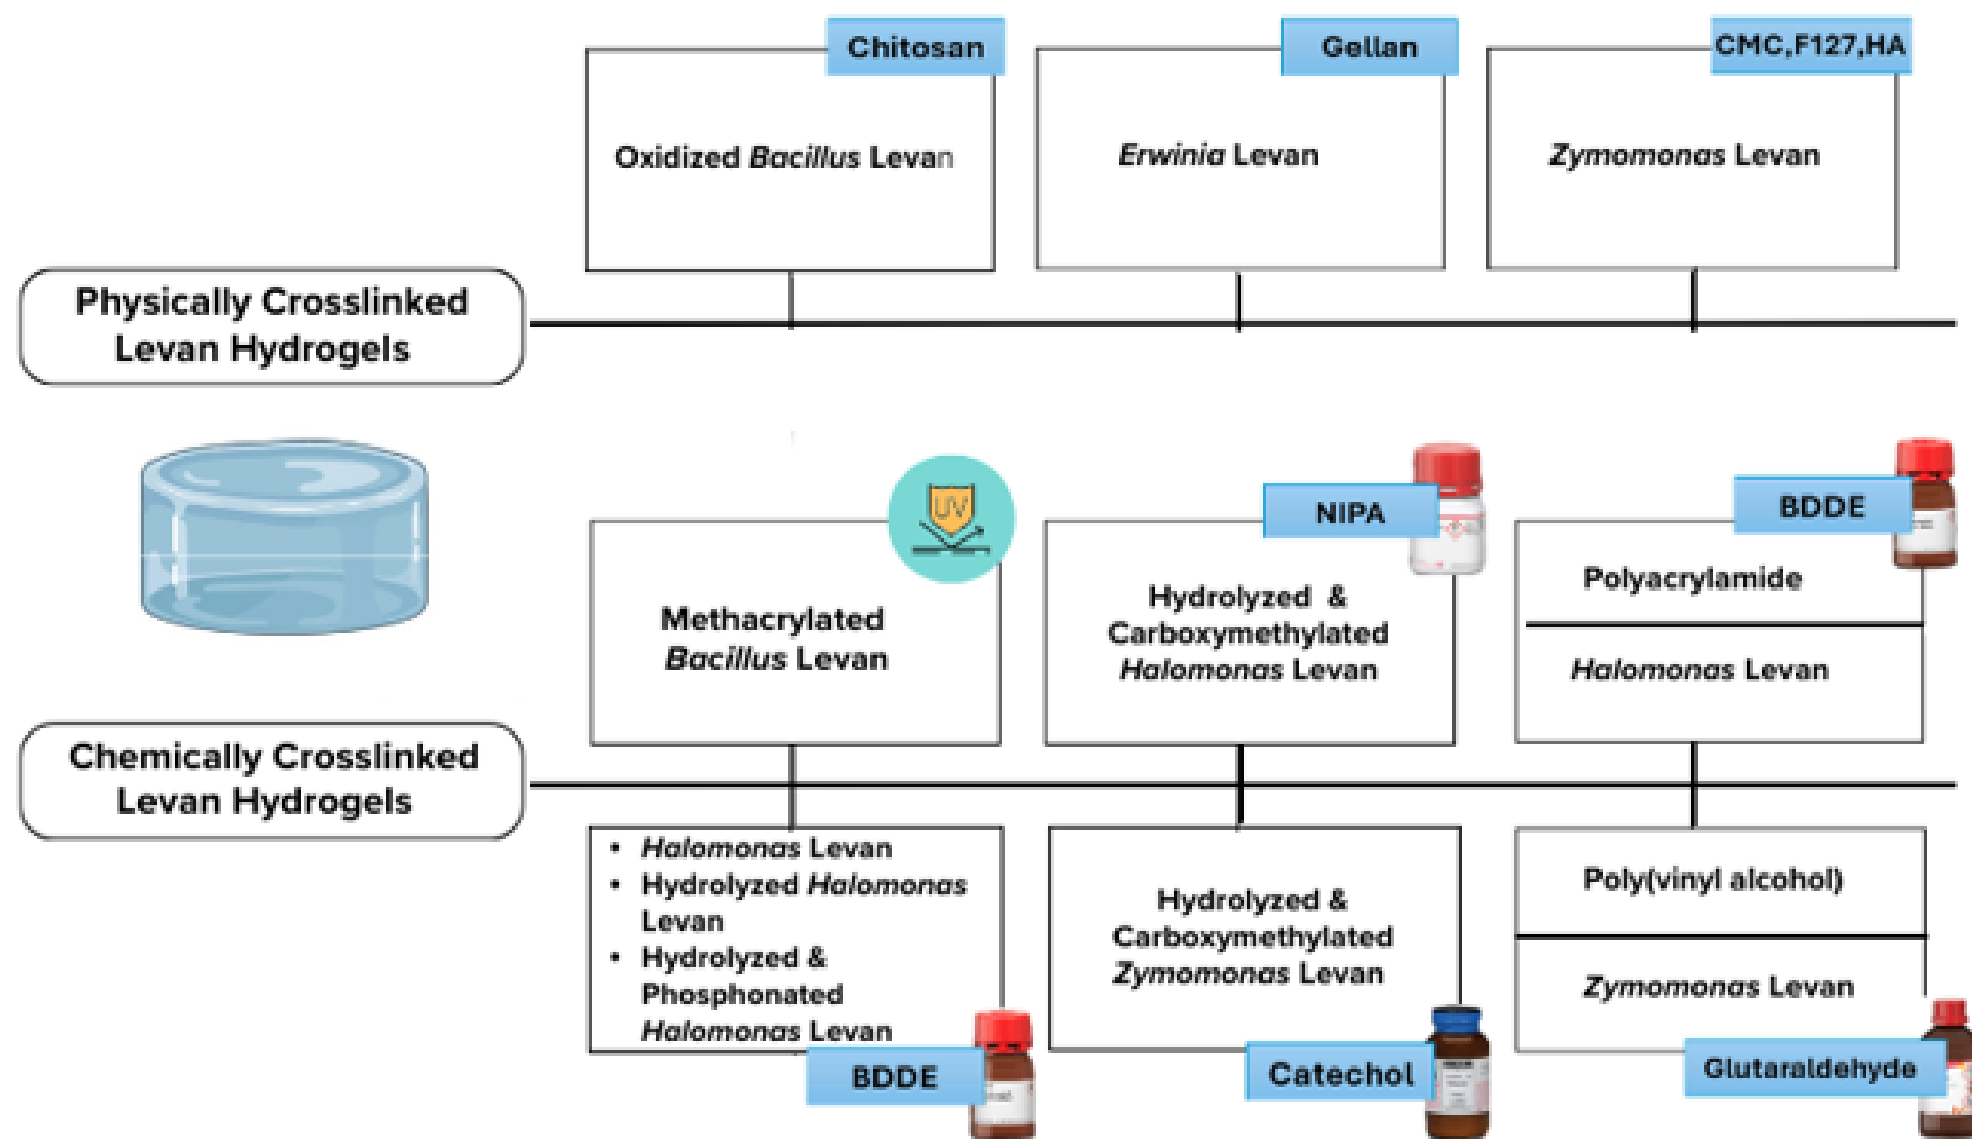 Chitosan
Gellan
CMC,F127,HA
Oxidized Bacillus Levan
Erwinia Levan
Zymomonas Levan
Physically Crosslinked
Levan Hydrogels
UV
NIPA
BDDE
Methacrylated
Bacillus Levan
Hydrolyzed &
Carboxymethylated
Halomonas Levan
Polyacrylamide
Halomonas Levan
Chemically Crosslinked
Levan Hydrogels
• Halomonas Levan
• Hydrolyzed Halomonas
Levan
• Hydrolyzed &
Phosphonated
Halomonas Levan
BDDE
Hydrolyzed &
Carboxymethylated
Zymomonas Levan
Catechol
Poly(vinyl alcohol)
Zymomonas Levan
Glutaraldehyde